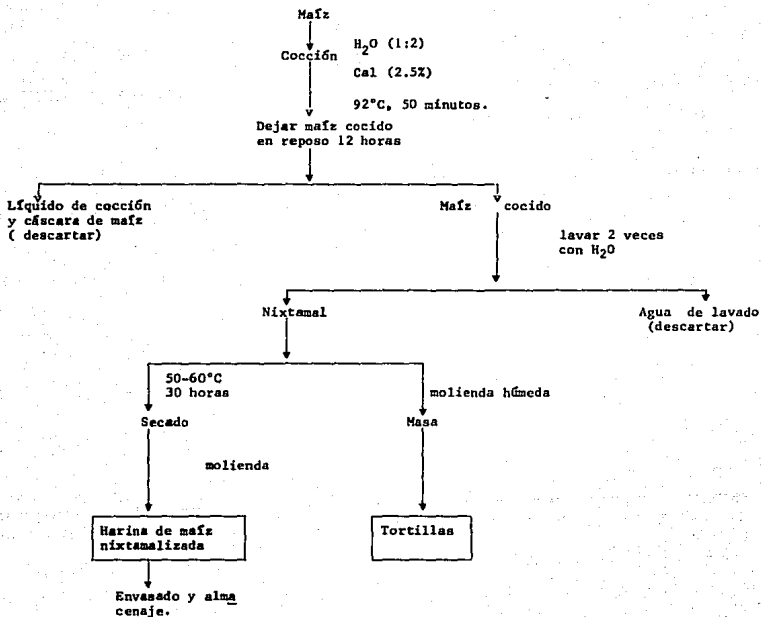 Maíz
H2O (1:2)
Cocción
Cal (2.5%)
92°C, 50 minutos.
Dejar maíz cocido
en reposo 12 horas
Líquido de cocción
y cáscara de maíz
( descartar)
Maíz cocido
lavar 2 veces
con H2O
Nixtamal
Agua de lavado
(descartar)
50-60°C
30 horas
molienda húmeda
Secado
Masa
molienda
Harina de maíz
nixtamalizada
Tortillas
Envasado y alma
cenaje.